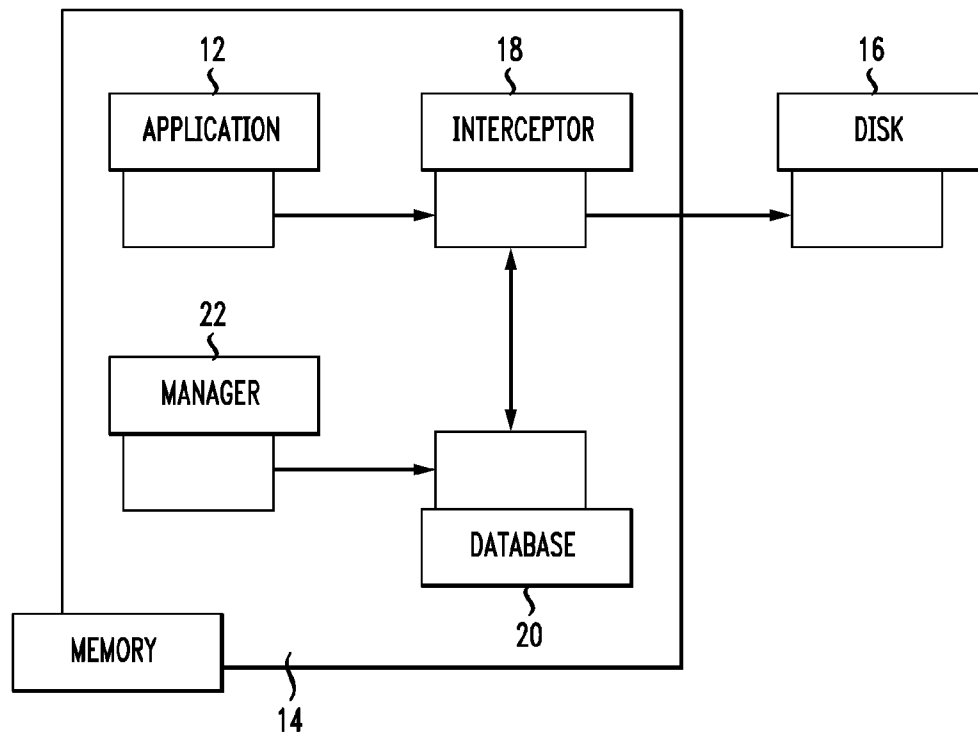 12
18
16
APPLICATION
INTERCEPTOR
DISK
22
MANAGER
DATABASE
20
MEMORY
14